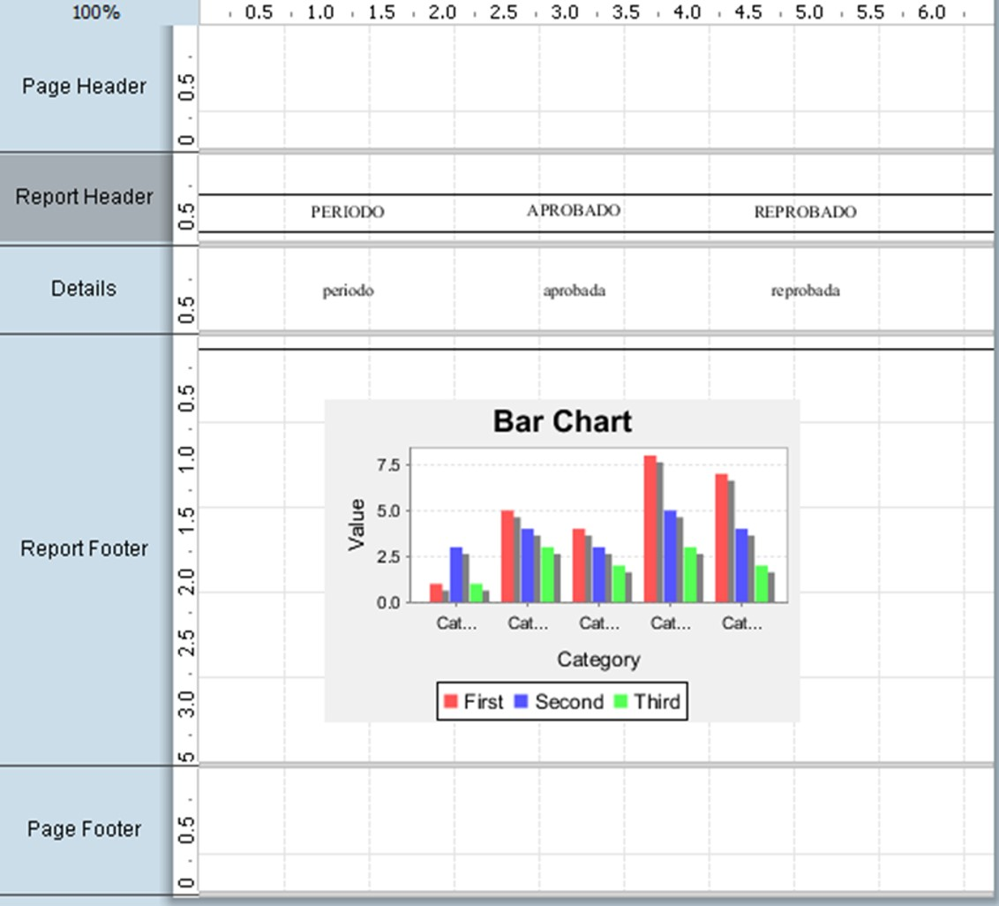 100% 0.5 1.0 1.5 2.0 2.5 3.0 3.5 4.0 4.5 5.0 5.5 6.0
Page Header
0.5
0
Report Header
0.5
PERIODO APROBADO REPROBADO
Details
0.5
periodo aprobada reprobada
Report Footer
0.5
1.0
1.5
2.0
2.5
3.0
5
Bar Chart
Value
7.5
5.0
2.5
0.0
Cat... Cat... Cat... Cat... Cat...
Category
First Second Third
Page Footer
0.5
0